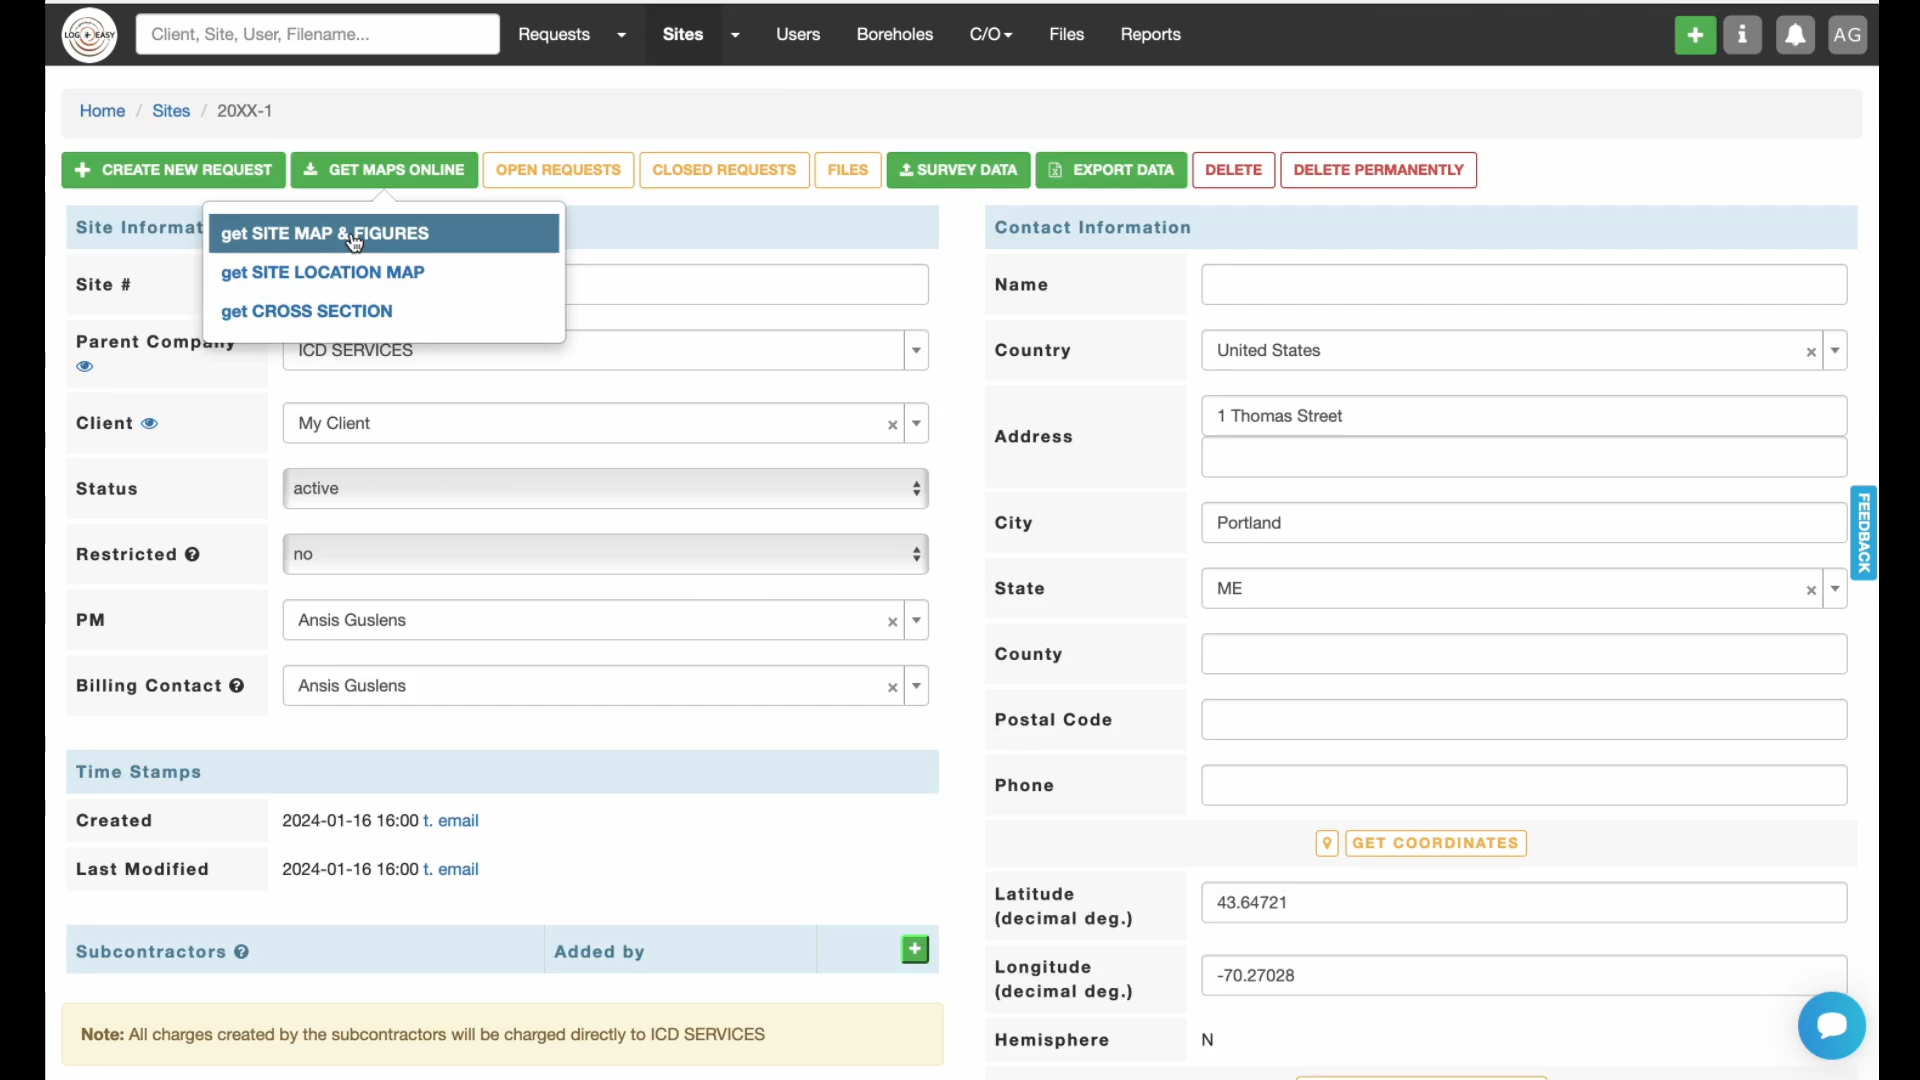 LOG EASY
Client, Site, User, Filename...
Requests
Sites
Users
Boreholes
C/O
Files
Reports
AG
Home / Sites / 20XX-1
CREATE NEW REQUEST
GET MAPS ONLINE
OPEN REQUESTS
CLOSED REQUESTS
FILES
SURVEY DATA
EXPORT DATA
DELETE
DELETE PERMANENTLY
get SITE MAP & FIGURES
get SITE LOCATION MAP
get CROSS SECTION
Site Informat
Site #
Parent Company
ICD SERVICES
Client
My Client
Status
active
Restricted
no
PM
Ansis Guslens
Billing Contact
Ansis Guslens
Time Stamps
Created
2024-01-16 16:00 t. email
Last Modified
2024-01-16 16:00 t. email
Subcontractors
Added by
Note: All charges created by the subcontractors will be charged directly to ICD SERVICES
Contact Information
Name
Country
United States
Address
1 Thomas Street
City
Portland
State
ME
County
Postal Code
Phone
GET COORDINATES
Latitude
(decimal deg.)
43.64721
Longitude
(decimal deg.)
-70.27028
Hemisphere
N
FEEDBACK